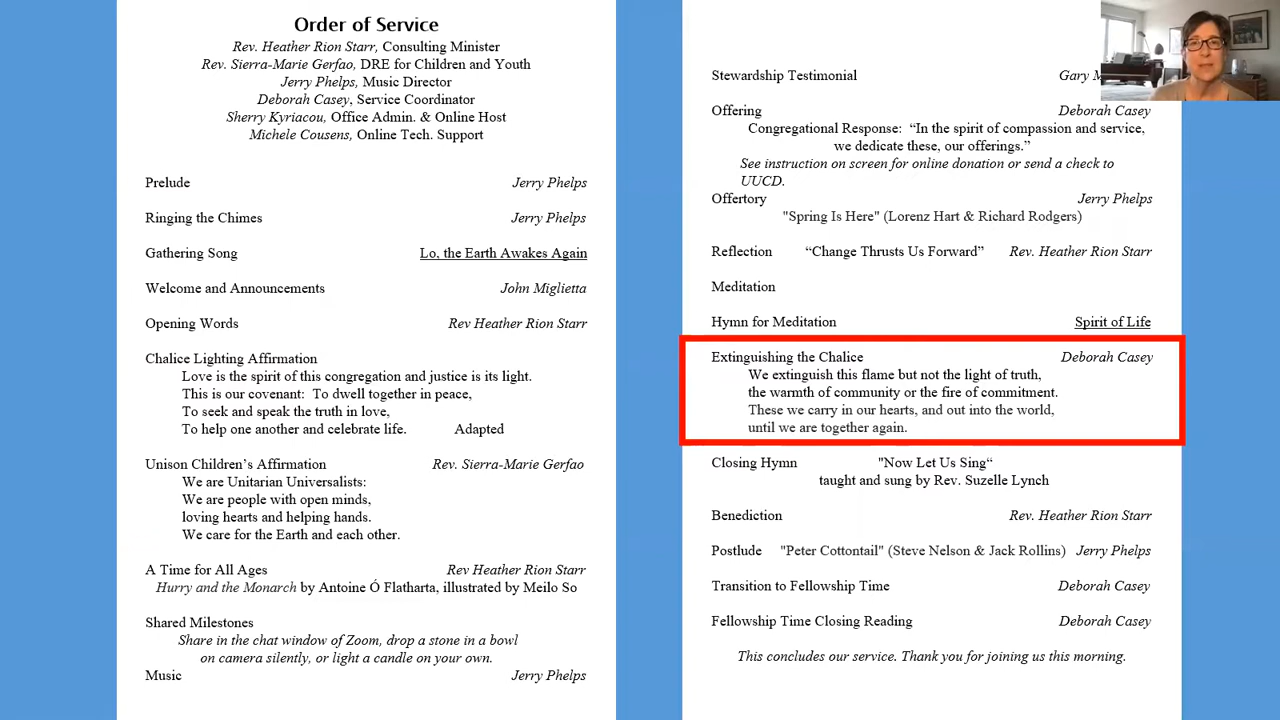 Order of Service
Rev. Heather Rion Starr, Consulting Minister
Rev. Sierra-Marie Gerfao, DRE for Children and Youth
Jerry Phelps, Music Director
Deborah Casey, Service Coordinator
Sherry Kyriacou, Office Admin. & Online Host
Michele Cousens, Online Tech. Support
Prelude Jerry Phelps
Ringing the Chimes Jerry Phelps
Gathering Song Lo, the Earth Awakes Again
Welcome and Announcements John Miglietta
Opening Words Rev Heather Rion Starr
Chalice Lighting Affirmation
Love is the spirit of this congregation and justice is its light.
This is our covenant: To dwell together in peace,
To seek and speak the truth in love,
To help one another and celebrate life. Adapted
Unison Children’s Affirmation Rev. Sierra-Marie Gerfao
We are Unitarian Universalists:
We are people with open minds,
loving hearts and helping hands.
We care for the Earth and each other.
A Time for All Ages Rev Heather Rion Starr
Hurry and the Monarch by Antoine Ó Flatharta, illustrated by Meilo So
Shared Milestones
Share in the chat window of Zoom, drop a stone in a bowl
on camera silently, or light a candle on your own.
Music Jerry Phelps
Stewardship Testimonial Gary
Offering Deborah Casey
Congregational Response: “In the spirit of compassion and service,
we dedicate these, our offerings.”
See instruction on screen for online donation or send a check to
UUCD.
Offertory Jerry Phelps
"Spring Is Here" (Lorenz Hart & Richard Rodgers)
Reflection “Change Thrusts Us Forward” Rev. Heather Rion Starr
Meditation
Hymn for Meditation Spirit of Life
Extinguishing the Chalice Deborah Casey
We extinguish this flame but not the light of truth,
the warmth of community or the fire of commitment.
These we carry in our hearts, and out into the world,
until we are together again.
Closing Hymn "Now Let Us Sing“
taught and sung by Rev. Suzelle Lynch
Benediction Rev. Heather Rion Starr
Postlude "Peter Cottontail" (Steve Nelson & Jack Rollins) Jerry Phelps
Transition to Fellowship Time Deborah Casey
Fellowship Time Closing Reading Deborah Casey
This concludes our service. Thank you for joining us this morning.